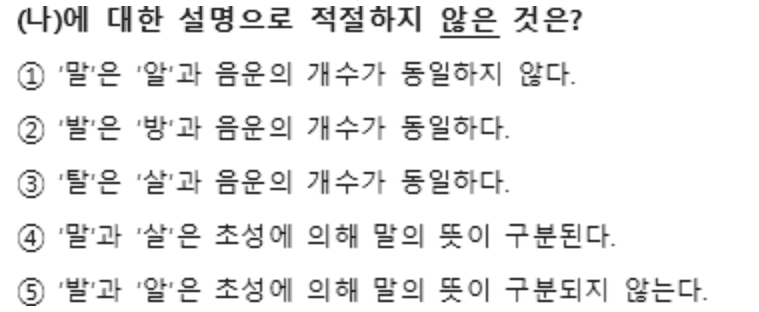 (나)에 대한 설명으로 적절하지 않은 것은?
① '말'은 '알'과 음운의 개수가 동일하지 않다.
② '발'은 '방'과 음운의 개수가 동일하다.
③ '탈'은 '살'과 음운의 개수가 동일하다.
④ '말'과 '살'은 초성에 의해 말의 뜻이 구분된다.
⑤ '발'과 '알'은 초성에 의해 말의 뜻이 구분되지 않는다.